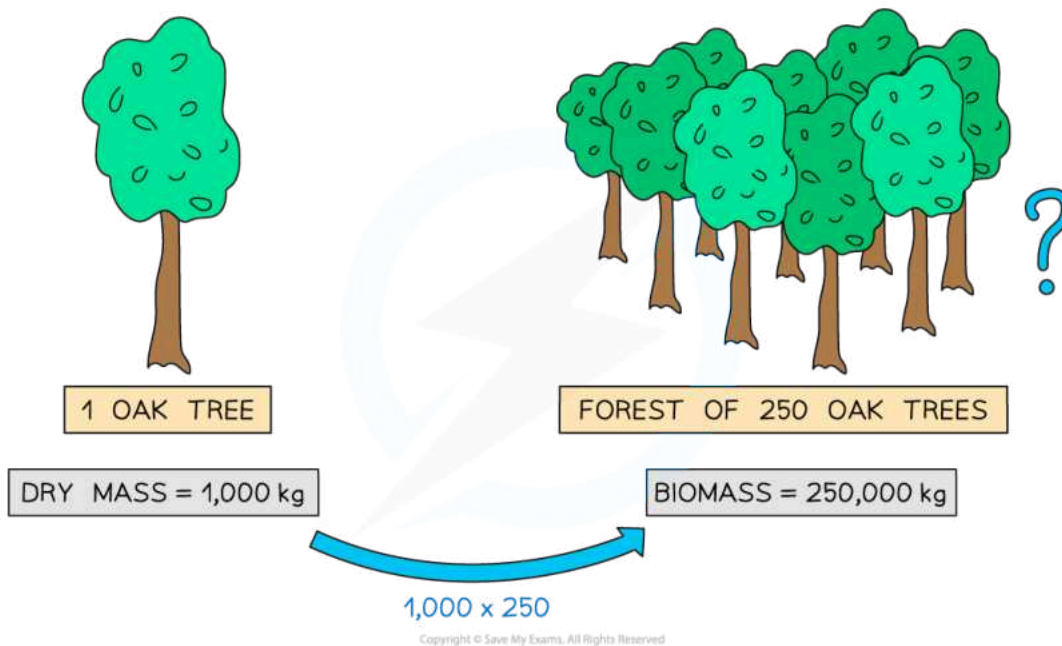 ?
1 OAK TREE
FOREST OF 250 OAK TREES
DRY MASS = 1,000 kg
BIOMASS = 250,000 kg
1,000 x 250
Copyright © Save My Exams. All Rights Reserved